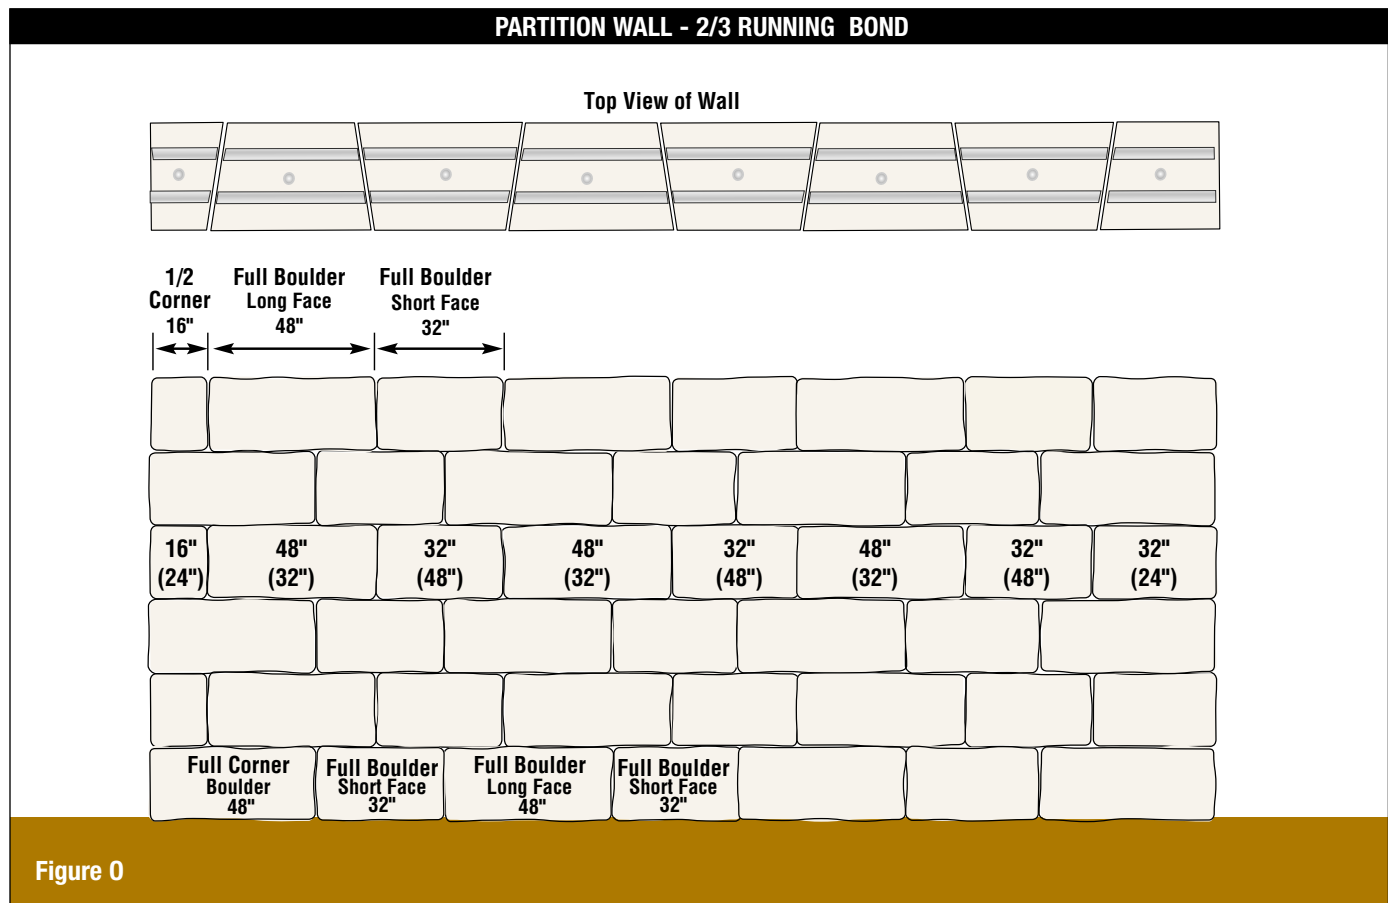 PARTITION WALL - 2/3 RUNNING BOND
Top View of Wall
1/2
Corner
16"
Full Boulder
Long Face
48"
Full Boulder
Short Face
32"
16"
(24")
48"
(32")
32"
(48")
48"
(32")
32"
(48")
48"
(32")
32"
(48")
32"
(24")
Full Corner
Boulder
48"
Full Boulder
Short Face
32"
Full Boulder
Long Face
48"
Full Boulder
Short Face
32"
Figure O